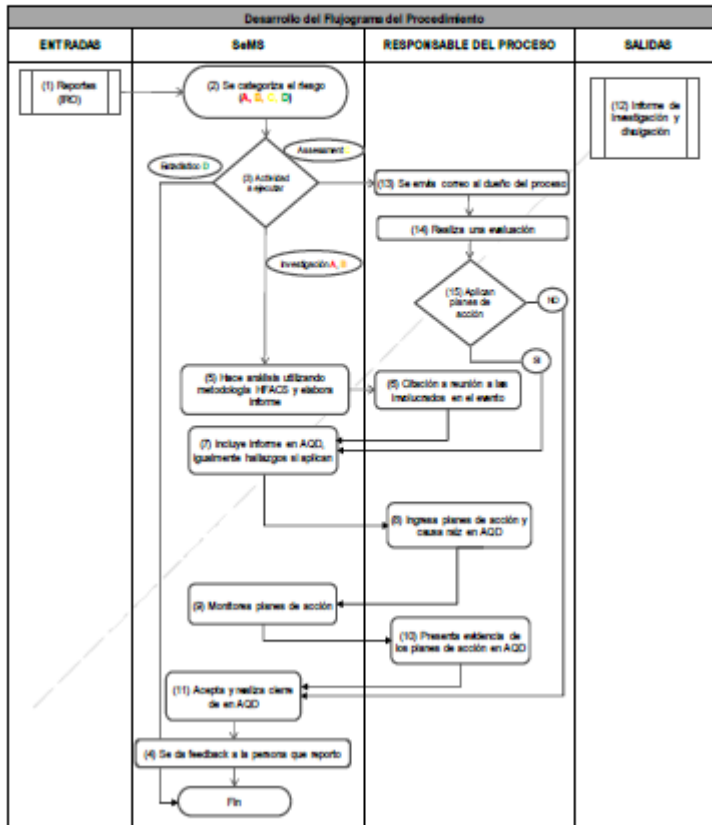 Desarrollo del Flujograma del Procedimiento
ENTRADAS
SeMS
RESPONSABLE DEL PROCESO
SALIDAS
(1) Reportes
(IRO)
(2) Se categoriza el riesgo
(A, B, C, D)
(12) Informe de
investigación y
divulgación
Estadístico D
Assessment C
(3) Actividad
a ejecutar
(13) Se emite correo al dueño del proceso
(14) Realiza una evaluación
Investigación A, B
(15) Aplican
planes de
acción
NO
SI
(5) Hace análisis utilizando
metodología HFACS y elabora
informe
(6) Citación a reunión a los
involucrados en el evento
(7) Incluye informe en AQD,
igualmente hallazgos si aplican
(8) Ingresa planes de acción y
causa raíz en AQD
(9) Monitorea planes de acción
(10) Presenta evidencia de
los planes de acción en AQD
(11) Acepta y realiza cierre
de en AQD
(4) Se da feedback a la persona que reporto
Fin